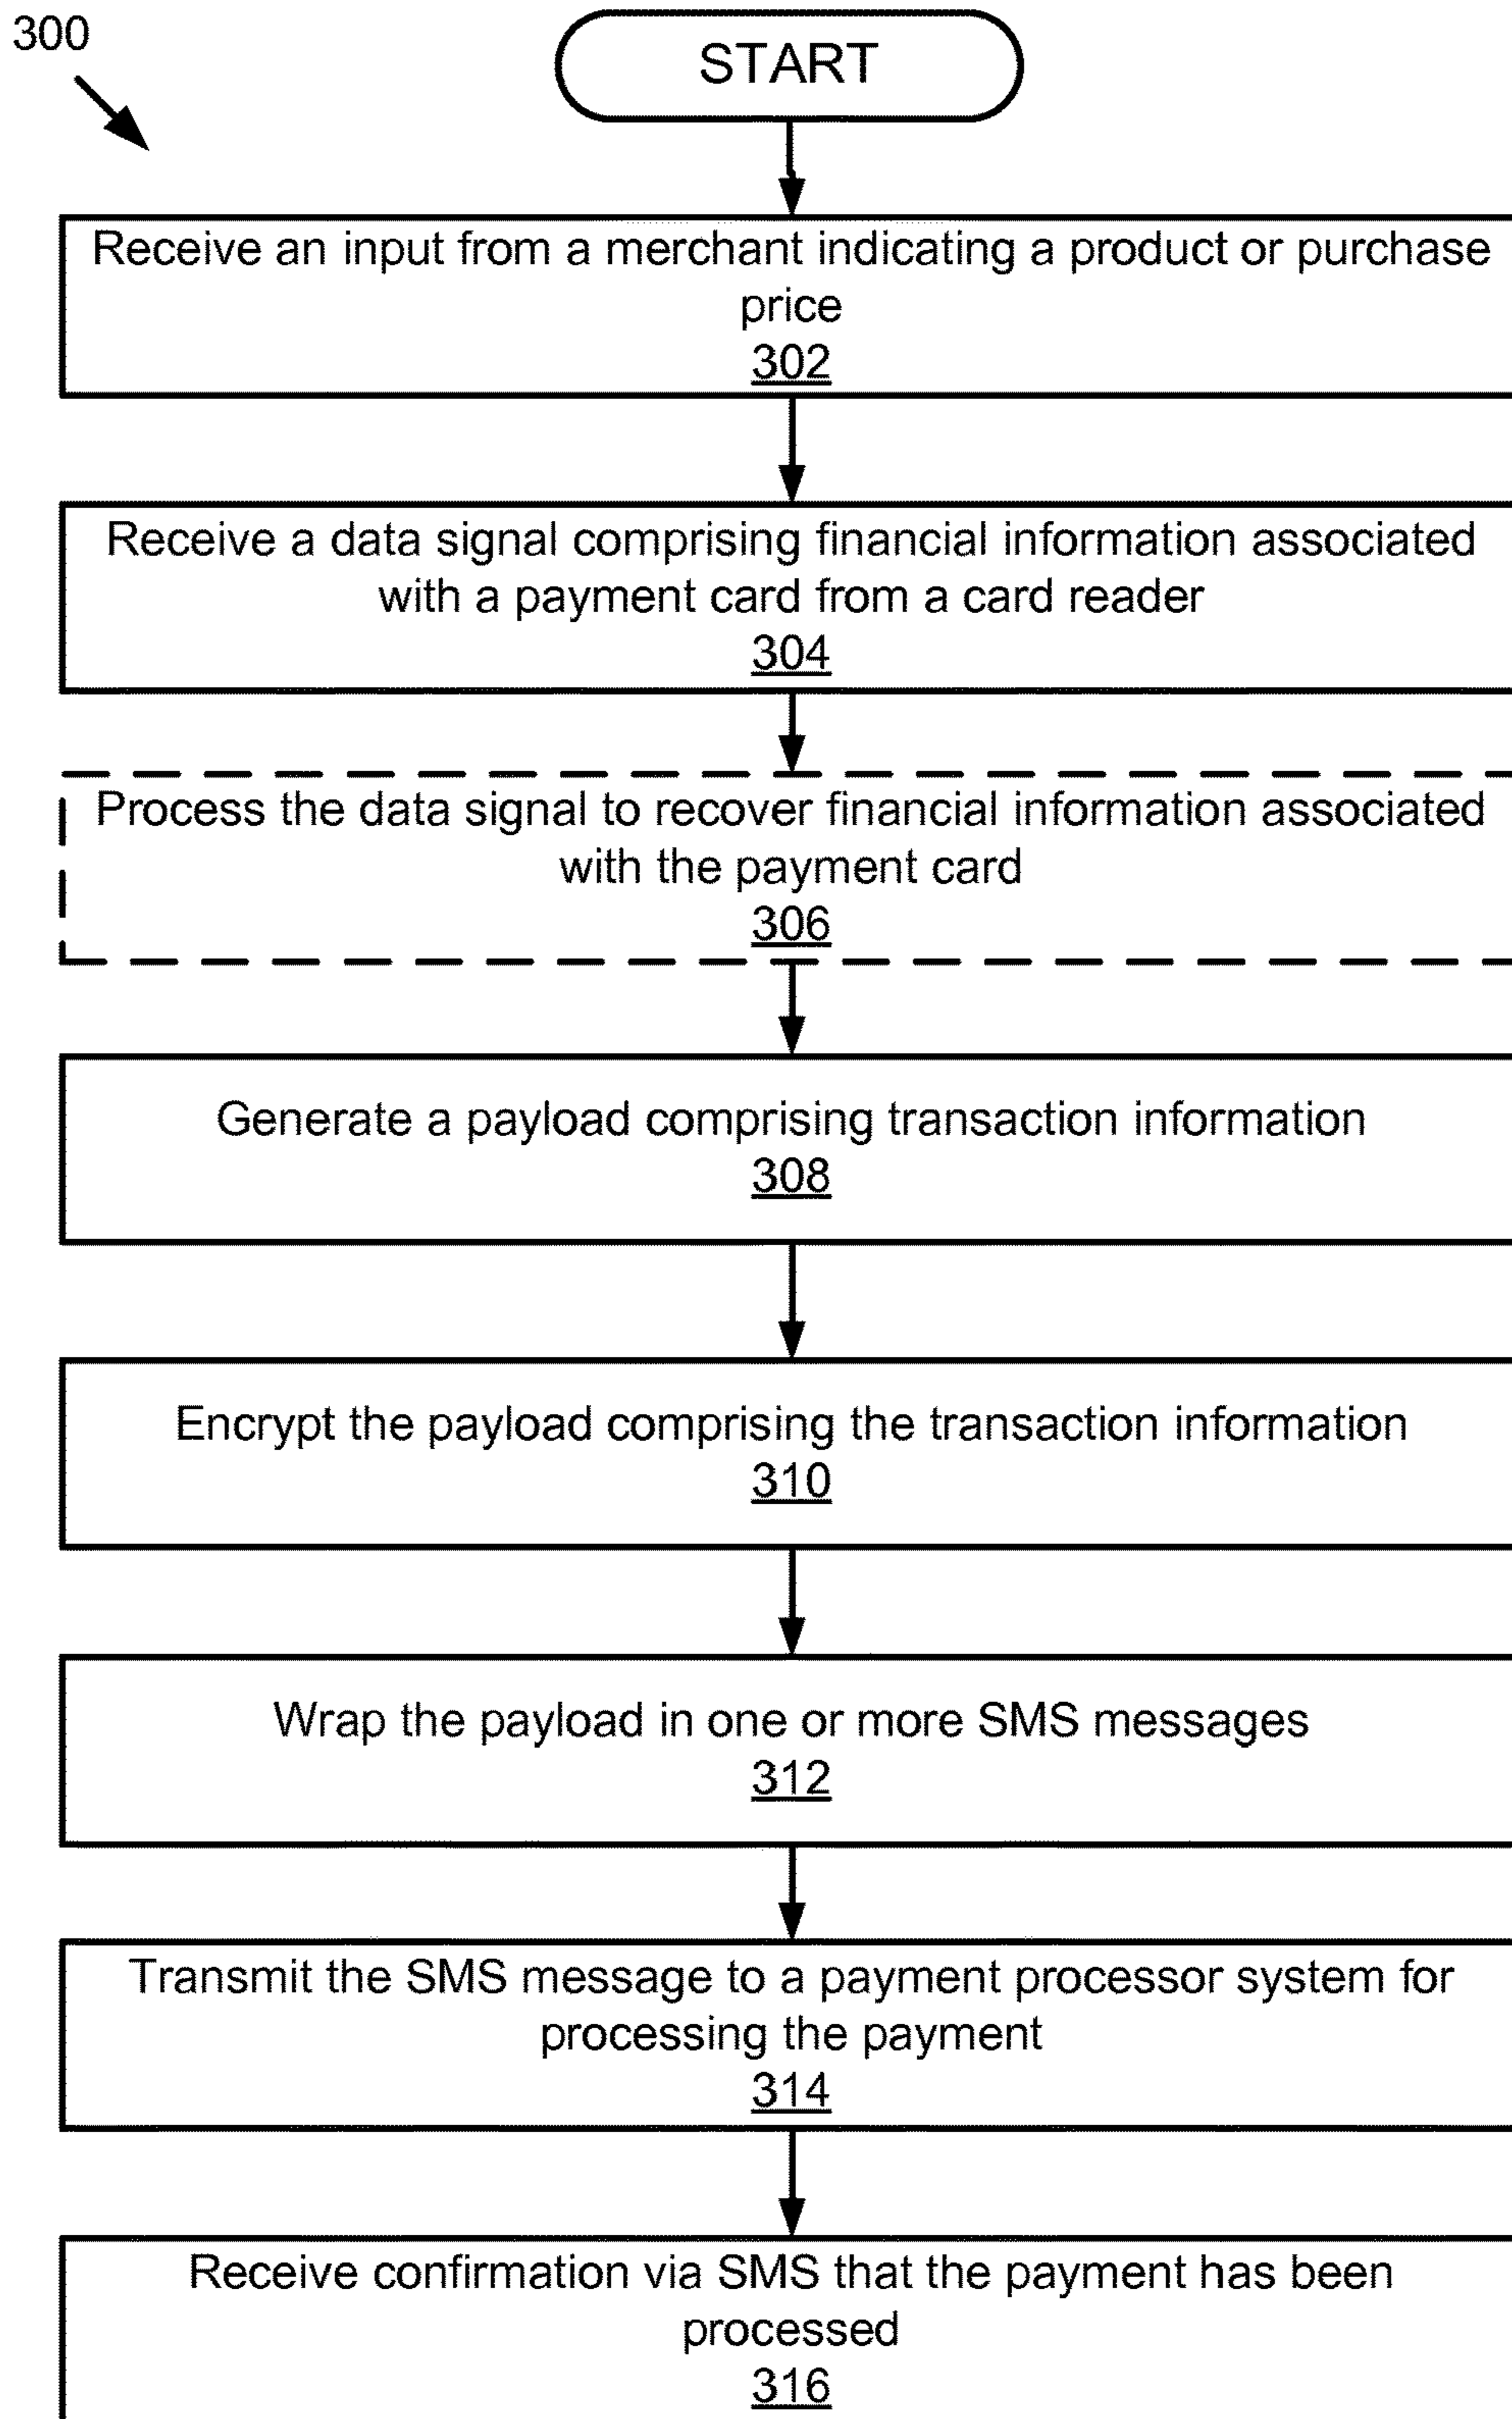 300
START
Receive an input from a merchant indicating a product or purchase
price
302
Receive a data signal comprising financial information associated
with a payment card from a card reader
304
Process the data signal to recover financial information associated
with the payment card
306
Generate a payload comprising transaction information
308
Encrypt the payload comprising the transaction information
310
Wrap the payload in one or more SMS messages
312
Transmit the SMS message to a payment processor system for
processing the payment
314
Receive confirmation via SMS that the payment has been
processed
316